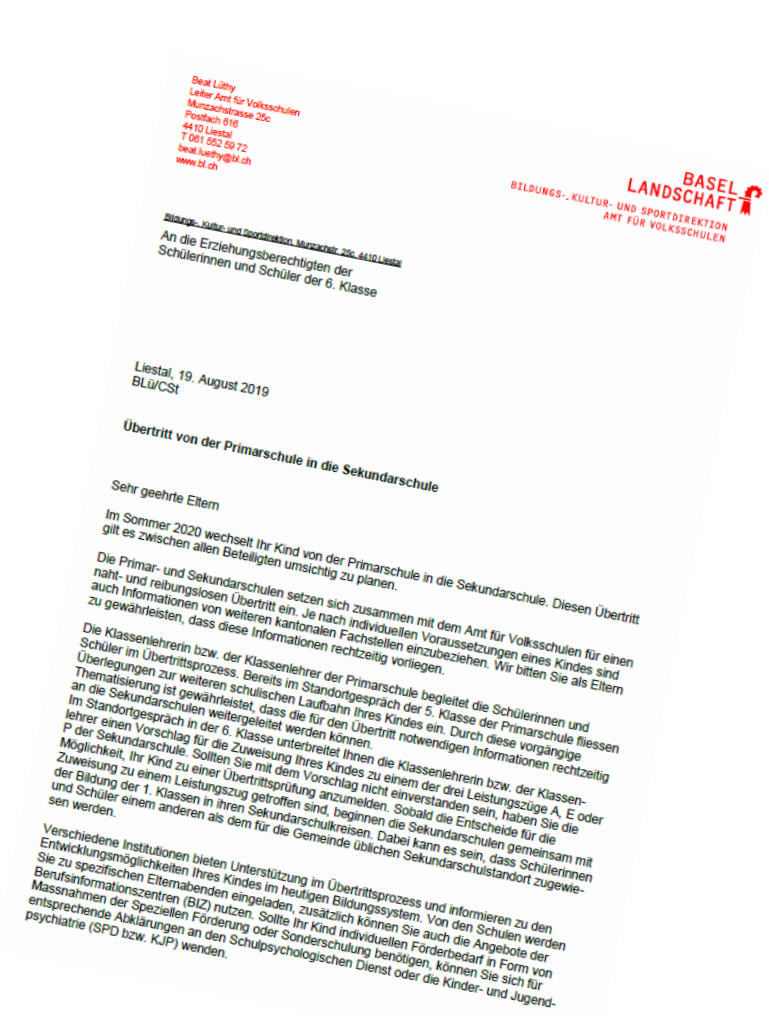 Beat Lüthy
Leiter Amt für Volksschulen
Munzachstrasse 25c
Postfach 616
4410 Liestal
T 061 552 59 72
beat.luethy@bl.ch
www.bl.ch
BASEL
LANDSCHAFT
BILDUNGS-, KULTUR- UND SPORTDIREKTION
AMT FÜR VOLKSSCHULEN
Bildungs-, Kultur- und Sportdirektion, Munzachstr. 25c, 4410 Liestal
An die Erziehungsberechtigten der
Schülerinnen und Schüler der 6. Klasse
Liestal, 19. August 2019
BLü/CSt
Übertritt von der Primarschule in die Sekundarschule
Sehr geehrte Eltern
Im Sommer 2020 wechselt Ihr Kind von der Primarschule in die Sekundarschule. Diesen Übertritt
gilt es zwischen allen Beteiligten umsichtig zu planen.
Die Primar- und Sekundarschulen setzen sich zusammen mit dem Amt für Volksschulen für einen
naht- und reibungslosen Übertritt ein. Je nach individuellen Voraussetzungen eines Kindes sind
auch Informationen von weiteren kantonalen Fachstellen einzubeziehen. Wir bitten Sie als Eltern
zu gewährleisten, dass diese Informationen rechtzeitig vorliegen.
Die Klassenlehrerin bzw. der Klassenlehrer der Primarschule begleitet die Schülerinnen und
Schüler im Übertrittsprozess. Bereits im Standortgespräch der 5. Klasse der Primarschule fliessen
Überlegungen zur weiteren schulischen Laufbahn Ihres Kindes ein. Durch diese vorgängige
Thematisierung ist gewährleistet, dass die für den Übertritt notwendigen Informationen rechtzeitig
an die Sekundarschulen weitergeleitet werden können.
Im Standortgespräch in der 6. Klasse unterbreitet Ihnen die Klassenlehrerin bzw. der Klassen-
lehrer einen Vorschlag für die Zuweisung Ihres Kindes zu einem der drei Leistungszüge A, E oder
P der Sekundarschule. Sollten Sie mit dem Vorschlag nicht einverstanden sein, haben Sie die
Möglichkeit, Ihr Kind zu einer Übertrittsprüfung anzumelden. Sobald die Entscheide für die
Zuweisung zu einem Leistungszug getroffen sind, beginnen die Sekundarschulen gemeinsam mit
der Bildung der 1. Klassen in ihren Sekundarschulkreisen. Dabei kann es sein, dass Schülerinnen
und Schüler einem anderen als dem für die Gemeinde üblichen Sekundarschulstandort zugewie-
sen werden.
Verschiedene Institutionen bieten Unterstützung im Übertrittsprozess und informieren zu den
Entwicklungsmöglichkeiten Ihres Kindes im heutigen Bildungssystem. Von den Schulen werden
Sie zu spezifischen Elternabenden eingeladen, zusätzlich können Sie auch die Angebote der
Berufsinformationszentren (BIZ) nutzen. Sollte Ihr Kind individuellen Förderbedarf in Form von
Massnahmen der Speziellen Förderung oder Sonderschulung benötigen, können Sie sich für
entsprechende Abklärungen an den Schulpsychologischen Dienst oder die Kinder- und Jugend-
psychiatrie (SPD bzw. KJP) wenden.